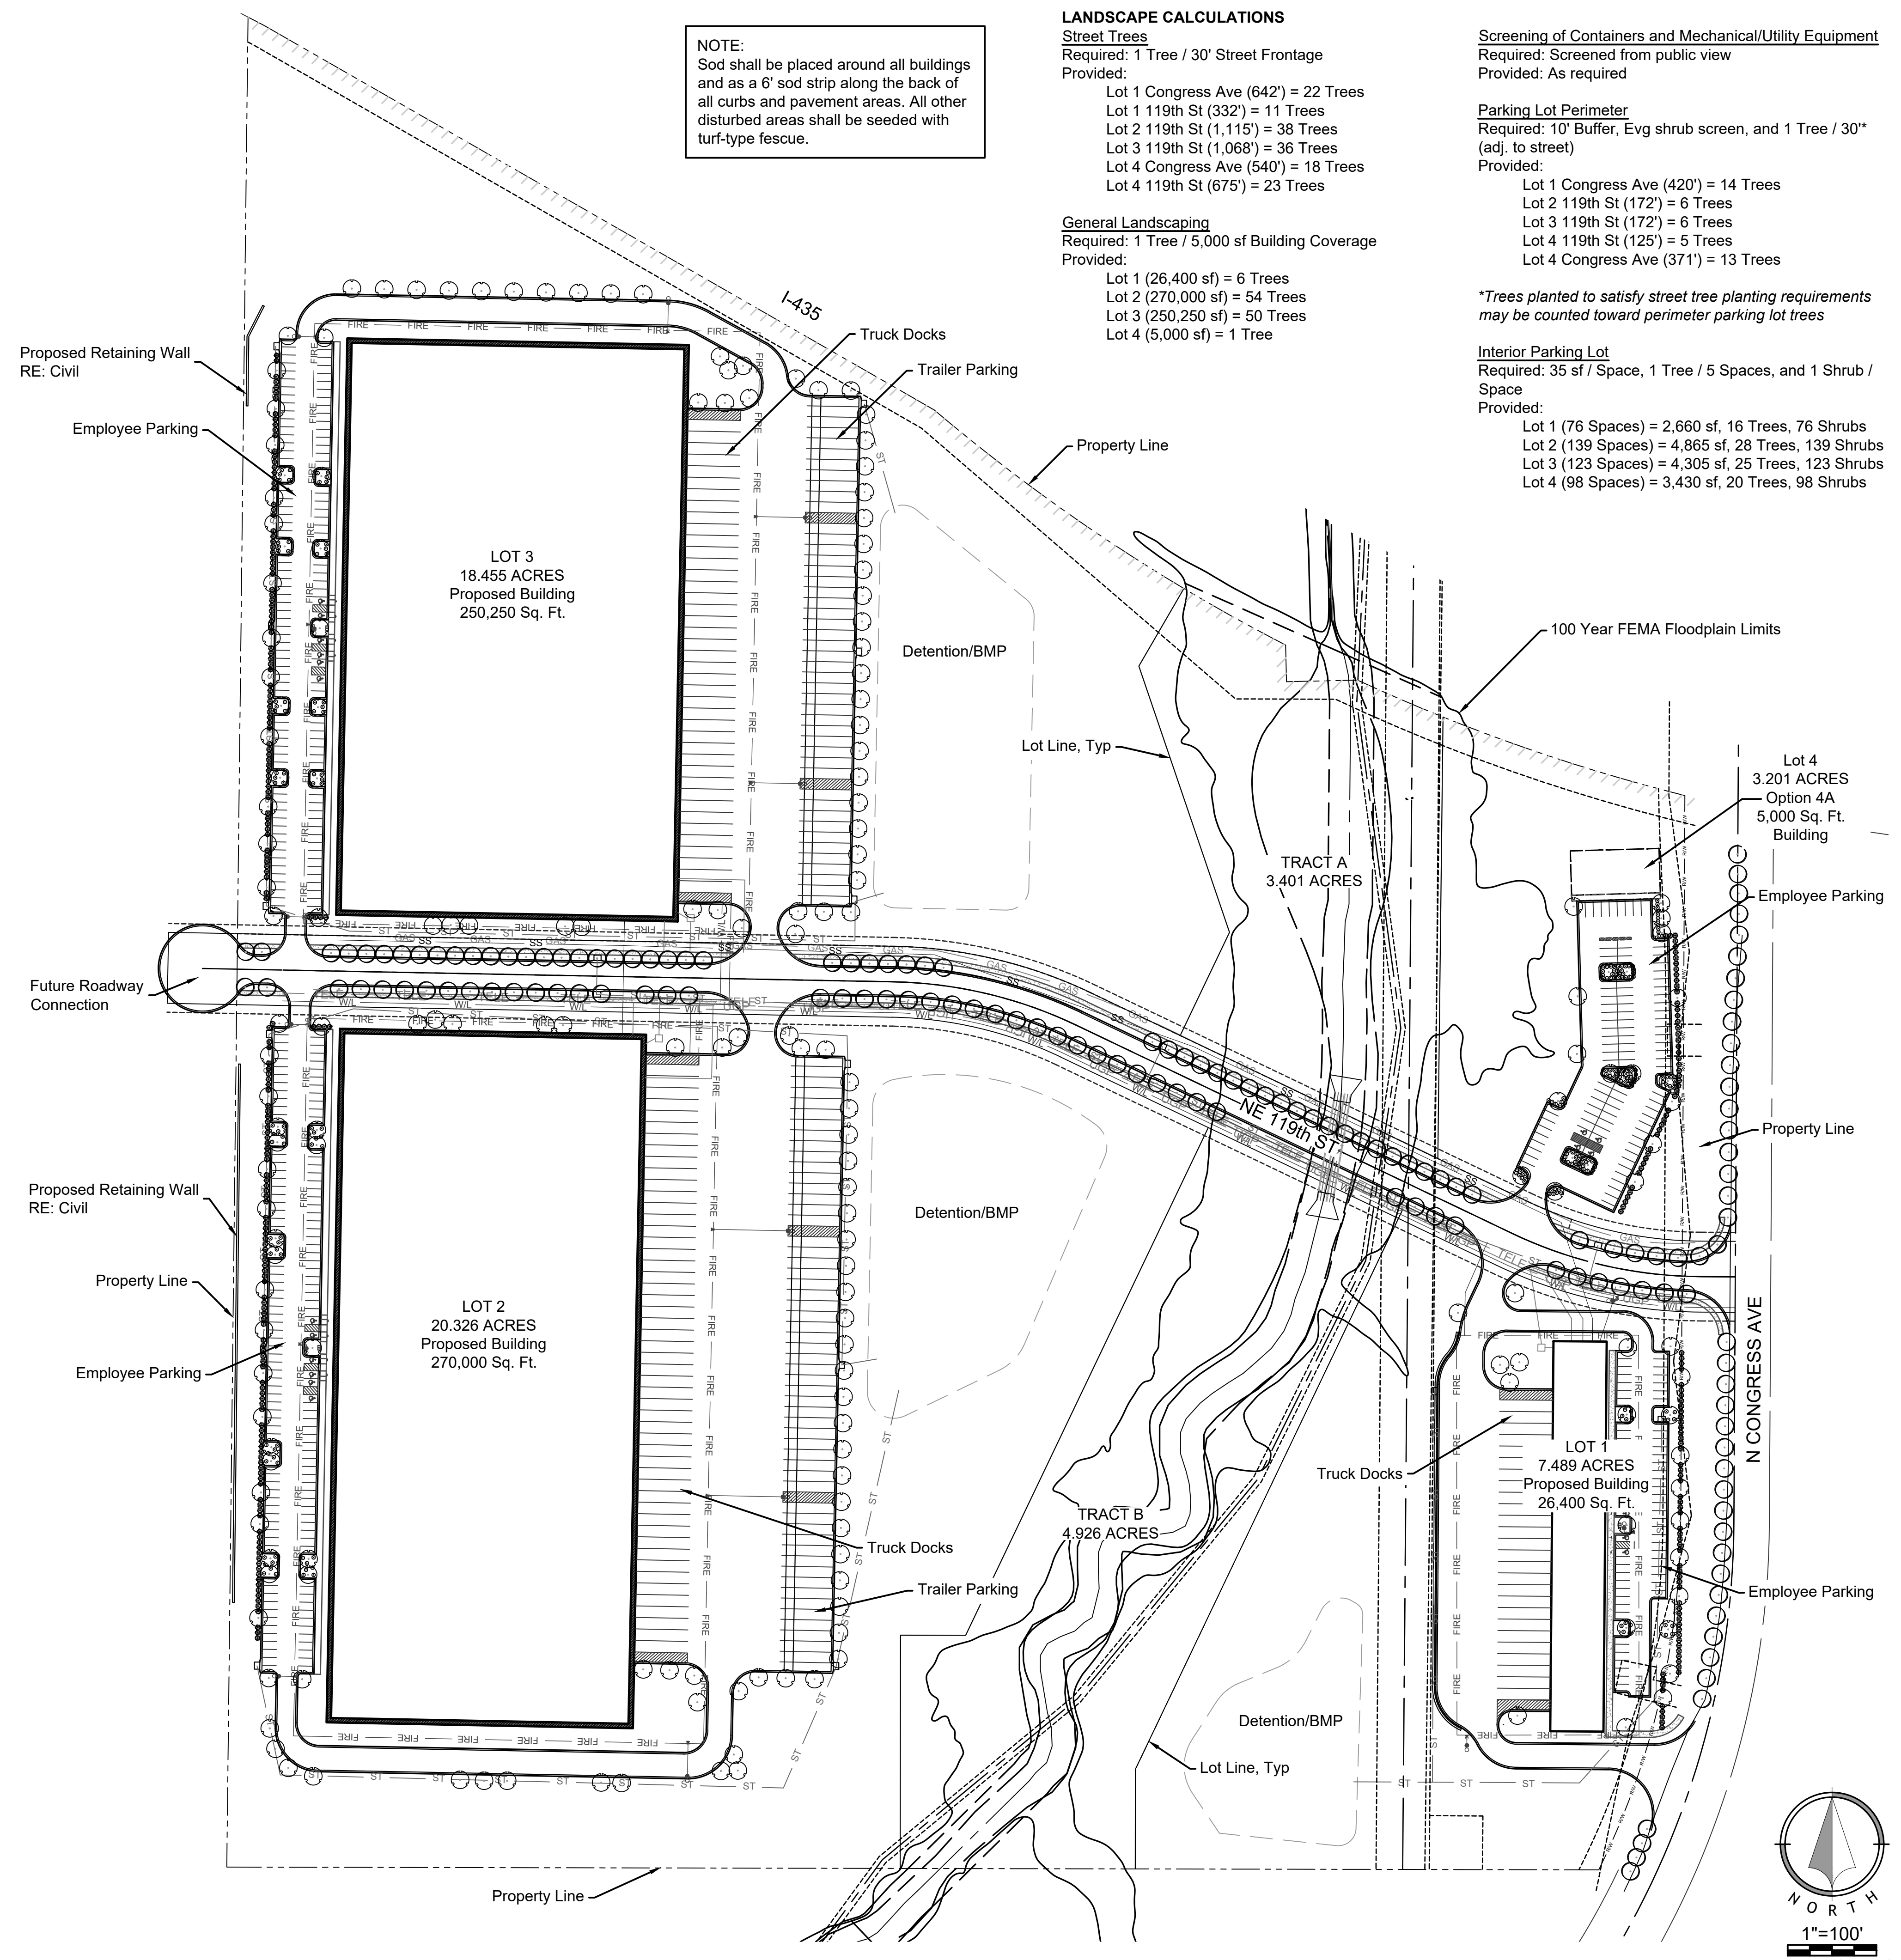 NOTE:
Sod shall be placed around all buildings
and as a 6' sod strip along the back of
all curbs and pavement areas. All other
disturbed areas shall be seeded with
turf-type fescue.
LANDSCAPE CALCULATIONS
Street Trees
Required: 1 Tree / 30' Street Frontage
Provided:
Lot 1 Congress Ave (642') = 22 Trees
Lot 1 119th St (332') = 11 Trees
Lot 2 119th St (1,115') = 38 Trees
Lot 3 119th St (1,068') = 36 Trees
Lot 4 Congress Ave (540') = 18 Trees
Lot 4 119th St (675') = 23 Trees
General Landscaping
Required: 1 Tree / 5,000 sf Building Coverage
Provided:
Lot 1 (26,400 sf) = 6 Trees
Lot 2 (270,000 sf) = 54 Trees
Lot 3 (250,250 sf) = 50 Trees
Lot 4 (5,000 sf) = 1 Tree
Screening of Containers and Mechanical/Utility Equipment
Required: Screened from public view
Provided: As required
Parking Lot Perimeter
Required: 10' Buffer, Evg shrub screen, and 1 Tree / 30'*
(adj. to street)
Provided:
Lot 1 Congress Ave (420') = 14 Trees
Lot 2 119th St (172') = 6 Trees
Lot 3 119th St (172') = 6 Trees
Lot 4 119th St (125') = 5 Trees
Lot 4 Congress Ave (371') = 13 Trees
*Trees planted to satisfy street tree planting requirements
may be counted toward perimeter parking lot trees
Interior Parking Lot
Required: 35 sf / Space, 1 Tree / 5 Spaces, and 1 Shrub /
Space
Provided:
Lot 1 (76 Spaces) = 2,660 sf, 16 Trees, 76 Shrubs
Lot 2 (139 Spaces) = 4,865 sf, 28 Trees, 139 Shrubs
Lot 3 (123 Spaces) = 4,305 sf, 25 Trees, 123 Shrubs
Lot 4 (98 Spaces) = 3,430 sf, 20 Trees, 98 Shrubs
I-435
Proposed Retaining Wall
RE: Civil
Truck Docks
Trailer Parking
Employee Parking
Property Line
LOT 3
18.455 ACRES
Proposed Building
250,250 Sq. Ft.
Detention/BMP
100 Year FEMA Floodplain Limits
Lot Line, Typ
Lot 4
3.201 ACRES
Option 4A
5,000 Sq. Ft.
Building
TRACT A
3.401 ACRES
Employee Parking
Future Roadway
Connection
NE 119th ST
Property Line
Proposed Retaining Wall
RE: Civil
Detention/BMP
Property Line
LOT 2
20.326 ACRES
Proposed Building
270,000 Sq. Ft.
Employee Parking
N CONGRESS AVE
LOT 1
7.489 ACRES
Proposed Building
26,400 Sq. Ft.
Truck Docks
TRACT B
4.926 ACRES
Truck Docks
Trailer Parking
Employee Parking
Detention/BMP
Lot Line, Typ
Property Line
NORTH
1"=100'